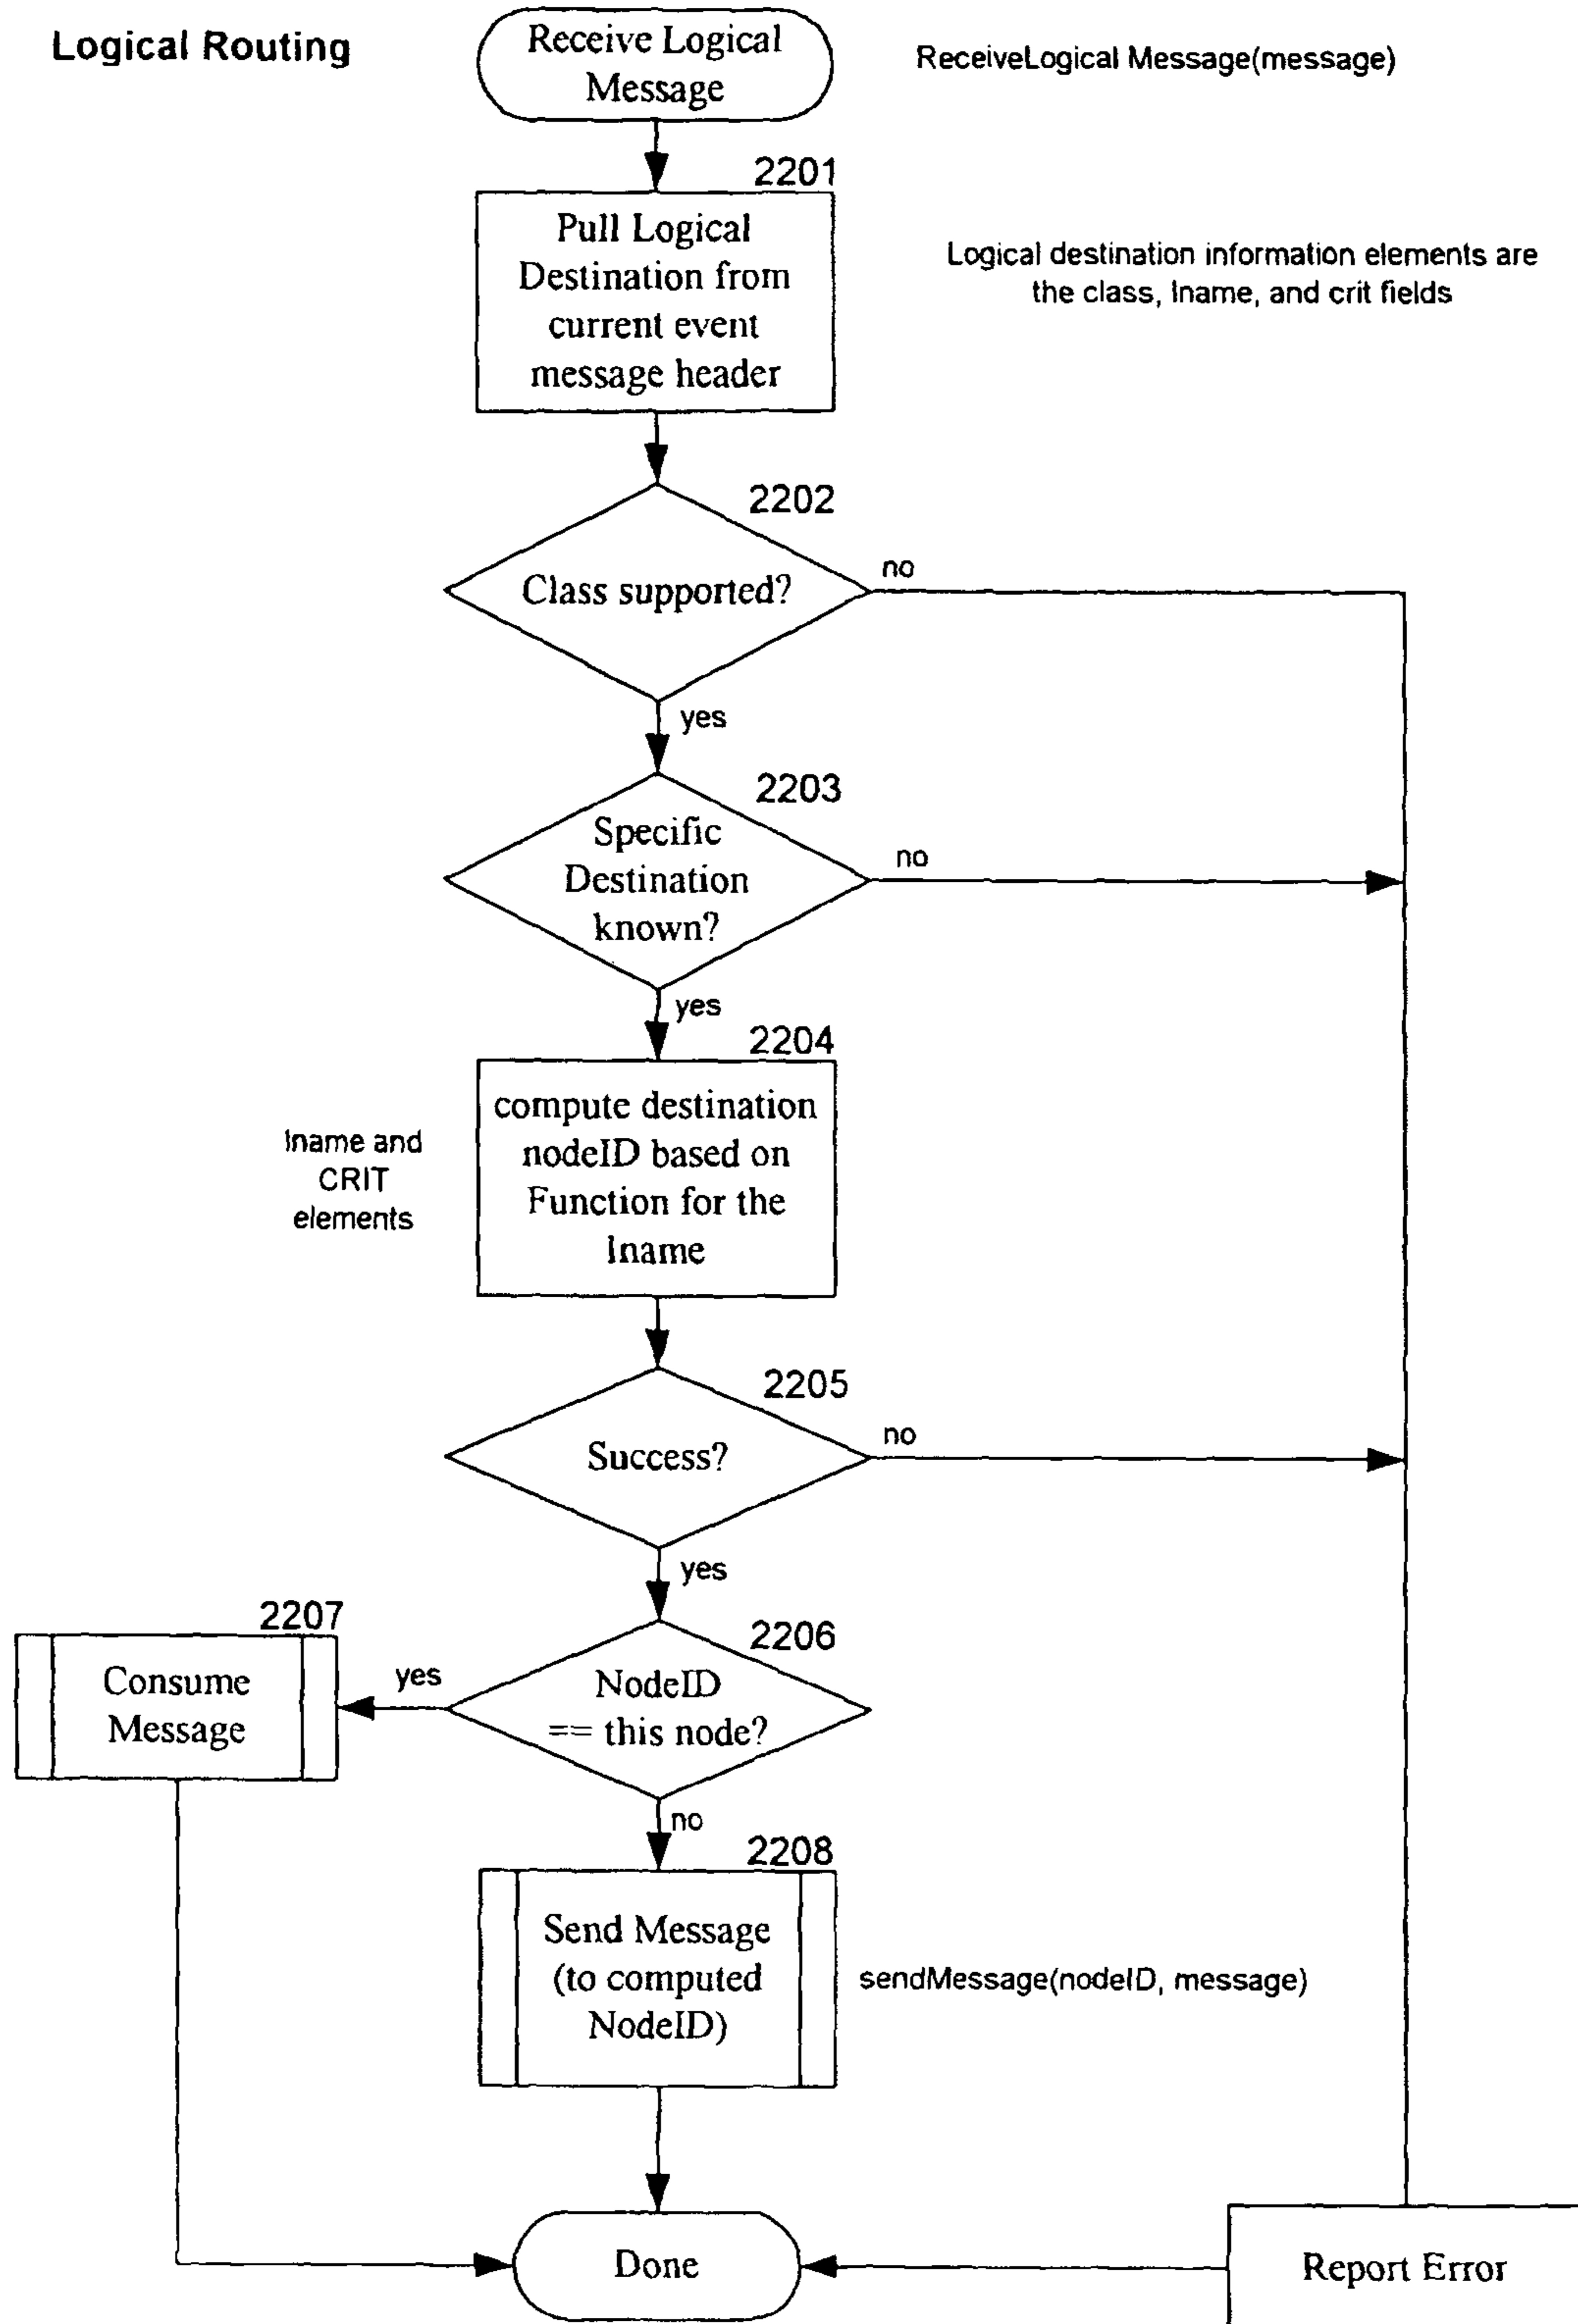 Logical Routing
Receive Logical
Message
ReceiveLogical Message(message)
2201
Pull Logical
Destination from
current event
message header
Logical destination information elements are
the class, lname, and crit fields
2202
Class supported?
no
yes
2203
Specific
Destination
known?
no
yes
2204
compute destination
nodeID based on
Function for the
lname
lname and
CRIT
elements
2205
Success?
no
yes
2206
NodeID
== this node?
yes
2207
Consume
Message
no
2208
Send Message
(to computed
NodeID)
sendMessage(nodeID, message)
Done
Report Error